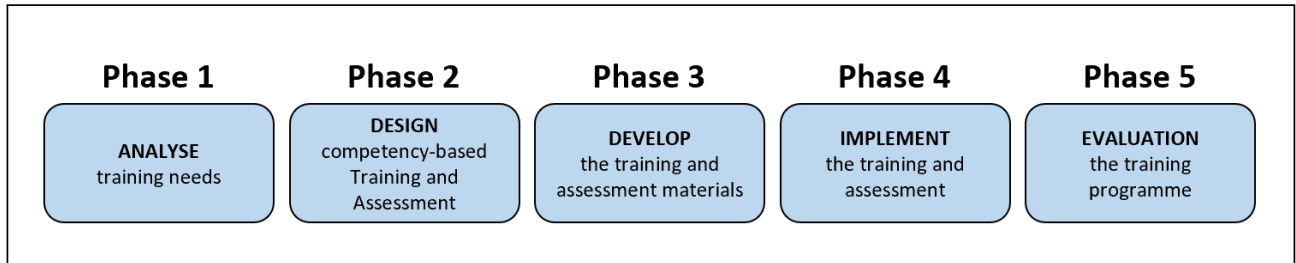 Phase 1
ANALYSE
training needs
Phase 2
DESIGN
competency-based
Training and
Assessment
Phase 3
DEVELOP
the training and
assessment materials
Phase 4
IMPLEMENT
the training and
assessment
Phase 5
EVALUATION
the training
programme